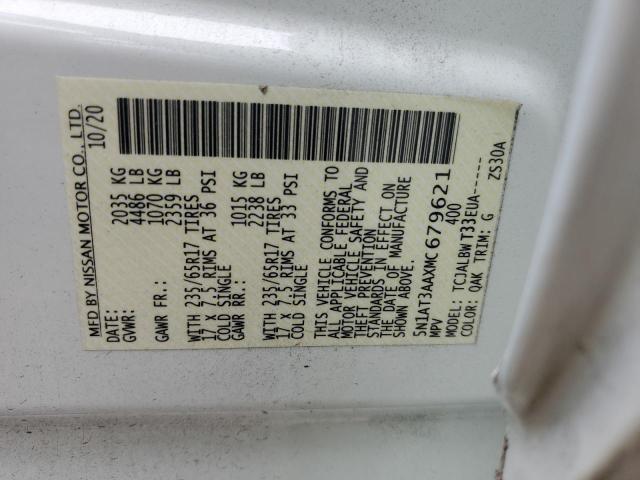 MFD BY NISSAN MOTOR CO., LTD.
DATE: 10/20
GVWR: 2035 KG
4486 LB
GAWR FR.: 1070 KG
2359 LB
WITH 235/65R17 TIRES
17 X 7.5 RIMS AT 36 PSI
COLD SINGLE
GAWR RR.: 1015 KG
2238 LB
WITH 235/65R17 TIRES
17 X 7.5 RIMS AT 33 PSI
COLD SINGLE
THIS VEHICLE CONFORMS TO
ALL APPLICABLE FEDERAL
MOTOR VEHICLE SAFETY AND
THEFT PREVENTION
STANDARDS IN EFFECT ON
THE DATE OF MANUFACTURE
SHOWN ABOVE.
5N1AT3AAXMC679621
MPV 400
MODEL: TCJALBWT33EUA------
COLOR: QAK TRIM: G ZS30A